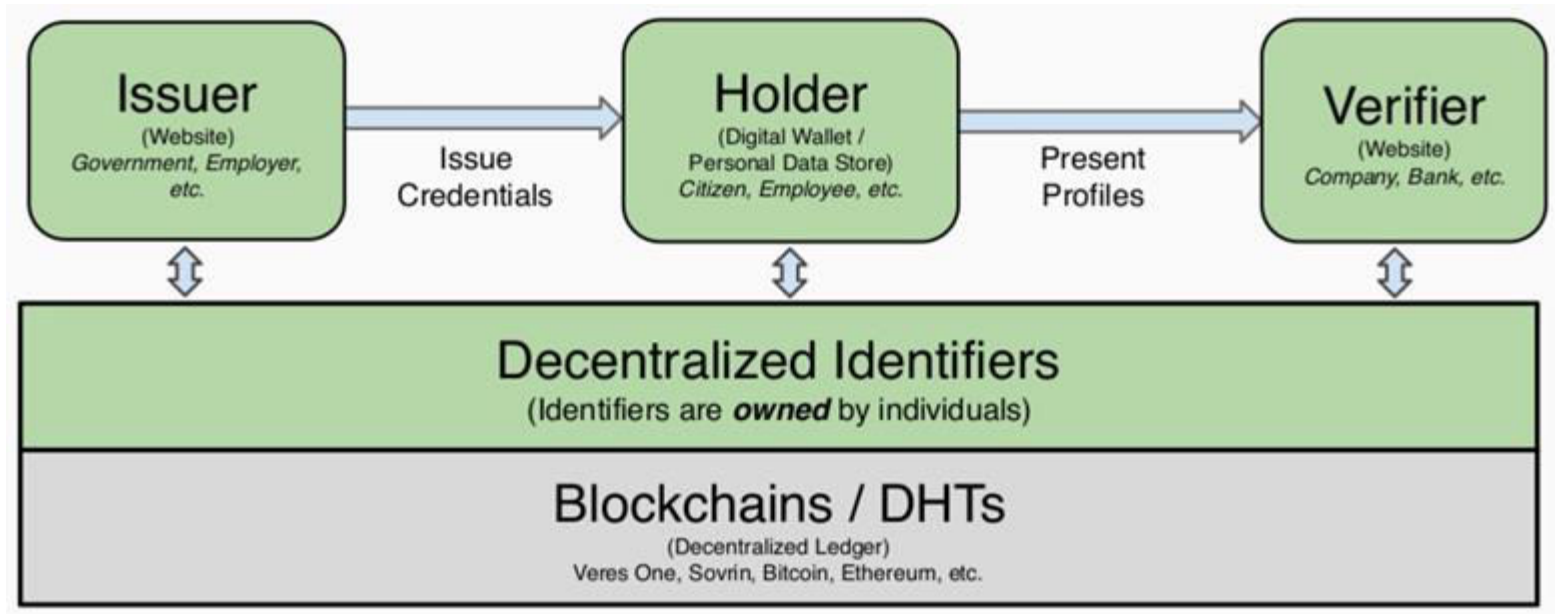 Issuer
(Website)
Government, Employer,
etc.
Issue
Credentials
Holder
(Digital Wallet /
Personal Data Store)
Citizen, Employee, etc.
Present
Profiles
Verifier
(Website)
Company, Bank, etc.
Decentralized Identifiers
(Identifiers are owned by individuals)
Blockchains / DHTs
(Decentralized Ledger)
Veres One, Sovrin, Bitcoin, Ethereum, etc.